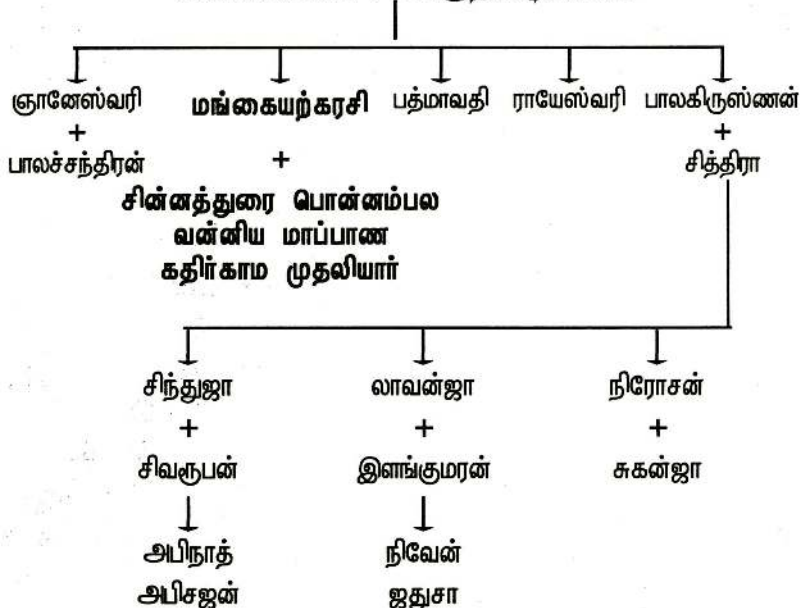 ஞானேஸ்வரி மங்கையற்கரசி பத்மாவதி ராயேஸ்வரி பாலகிருஸ்ணன்
+ + +
பாலச்சந்திரன் சித்திரா
சின்னத்துரை பொன்னம்பல
வன்னிய மாப்பாண
கதிர்காம முதலியார்
சிந்துஜா லாவன்ஜா நிரோசன்
+ + +
சிவரூபன் இளங்குமரன் சுகன்ஜா
அபிநாத் நிவேன்
அபிசஜன் ஐதுசா